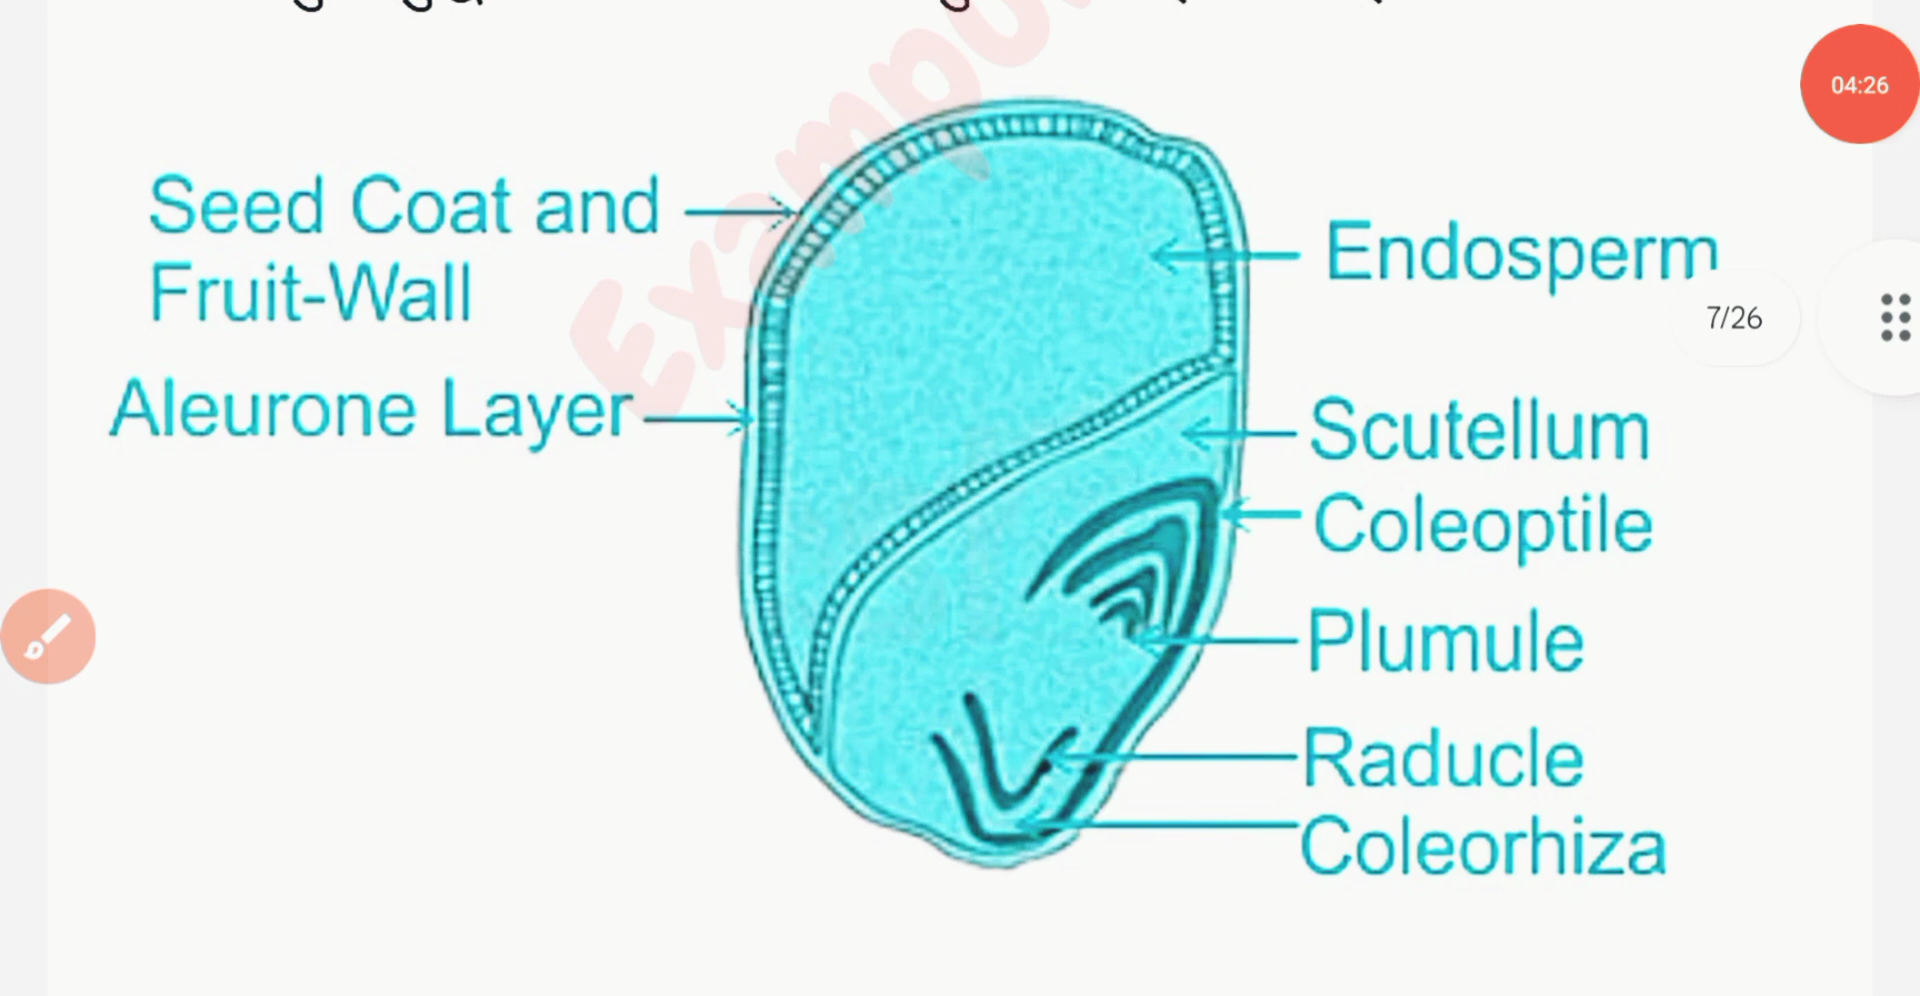 04:26
Seed Coat and
Fruit-Wall
Aleurone Layer
Endosperm
7/26
Scutellum
Coleoptile
Plumule
Raducle
Coleorhiza